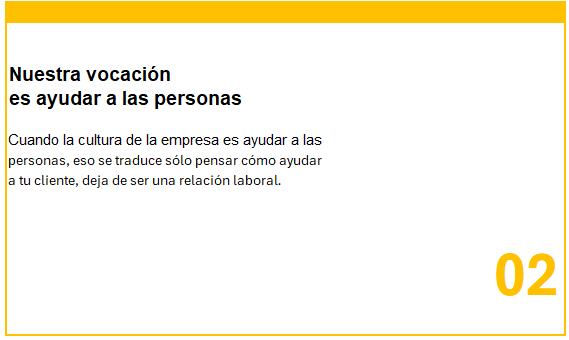 Nuestra vocación
es ayudar a las personas
Cuando la cultura de la empresa es ayudar a las
personas, eso se traduce sólo pensar cómo ayudar
a tu cliente, deja de ser una relación laboral.
02